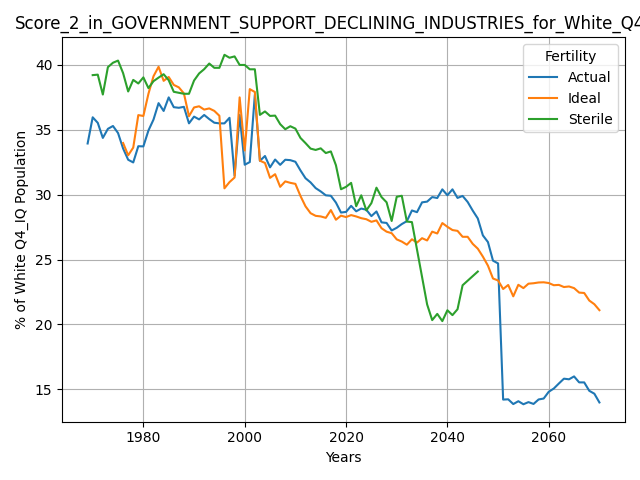 Score_2_in_GOVERNMENT_SUPPORT_DECLINING_INDUSTRIES_for_White_Q4
Fertility
Actual
Ideal
Sterile
% of White Q4_IQ Population
40
35
30
25
20
15
1980
2000
2020
2040
2060
Years